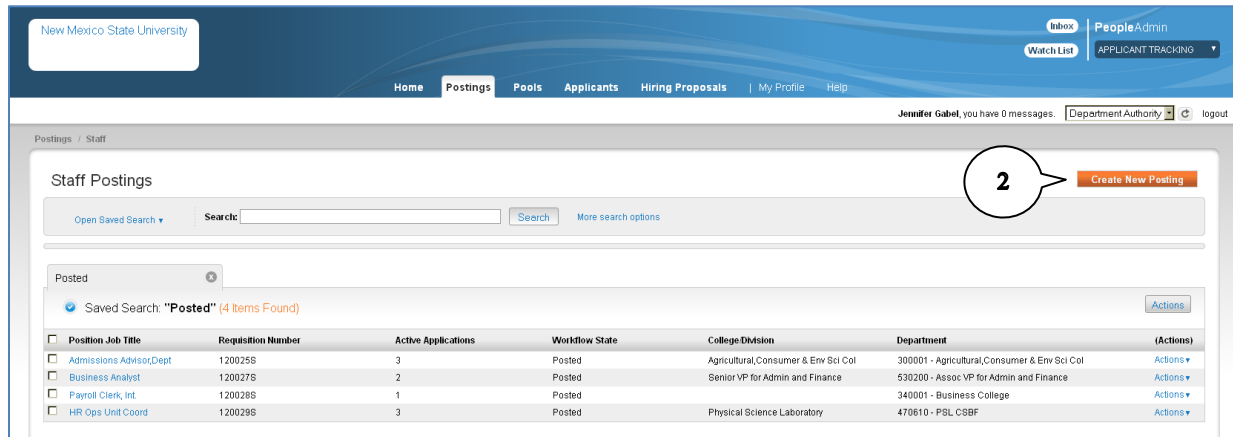 New Mexico State University
Inbox PeopleAdmin
Watch List APPLICANT TRACKING
Home Postings Pools Applicants Hiring Proposals | My Profile Help
Jennifer Gabel, you have 0 messages. Department Authority logout
Postings / Staff
Staff Postings
2
Create New Posting
Open Saved Search Search: Search More search options
Posted
Saved Search: "Posted" (4 Items Found) Actions
Position Job Title Requisition Number Active Applications Workflow State College/Division Department (Actions)
Admissions Advisor,Dept 120025S 3 Posted Agricultural,Consumer & Env Sci Col 300001 - Agricultural,Consumer & Env Sci Col Actions
Business Analyst 120027S 2 Posted Senior VP for Admin and Finance 530200 - Assoc VP for Admin and Finance Actions
Payroll Clerk, Int. 120028S 1 Posted 340001 - Business College Actions
HR Ops Unit Coord 120029S 3 Posted Physical Science Laboratory 470610 - PSL CSBF Actions